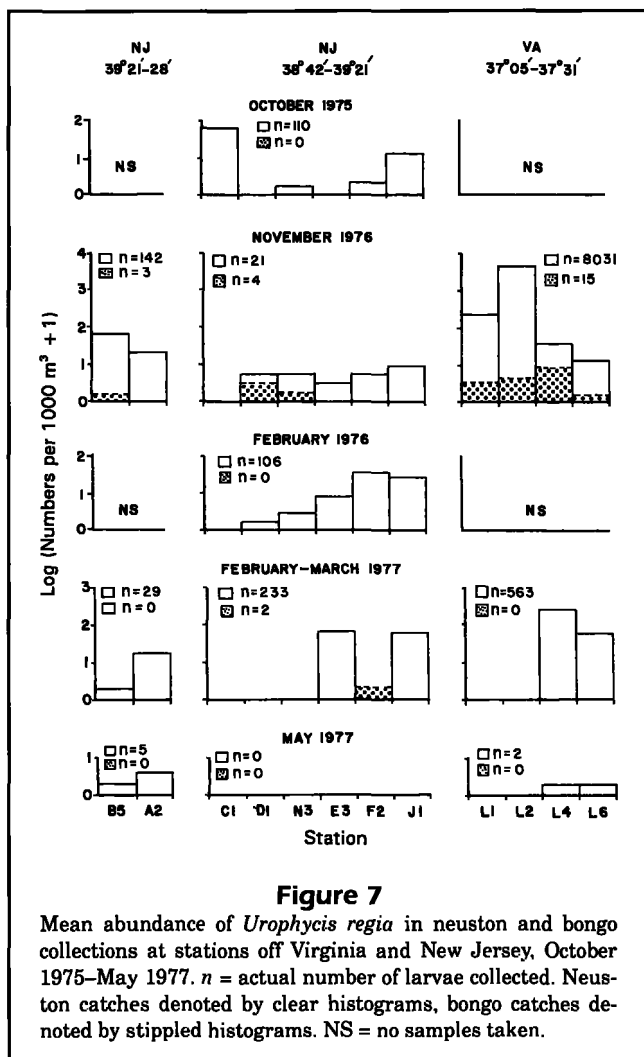 NJ NJ VA
39°21'-28' 38°42'-39°21' 37°05'-37°31'
OCTOBER 1975
2
1
0
NS
n=110
n=0
NS
NOVEMBER 1976
4
3
2
1
0
n=142
n=3
n=21
n=4
n=8031
n=15
FEBRUARY 1976
2
1
0
NS
n=106
n=0
NS
FEBRUARY-MARCH 1977
3
2
1
0
n=29
n=0
n=233
n=2
n=563
n=0
MAY 1977
1
0
n=5
n=0
n=0
n=0
n=2
n=0
B5 A2 C1 D1 N3 E3 F2 J1 L1 L2 L4 L6
Station
Log (Numbers per 1000 m³ + 1)
Figure 7
Mean abundance of Urophycis regia in neuston and bongo
collections at stations off Virginia and New Jersey, October
1975–May 1977. n = actual number of larvae collected. Neus-
ton catches denoted by clear histograms, bongo catches de-
noted by stippled histograms. NS = no samples taken.